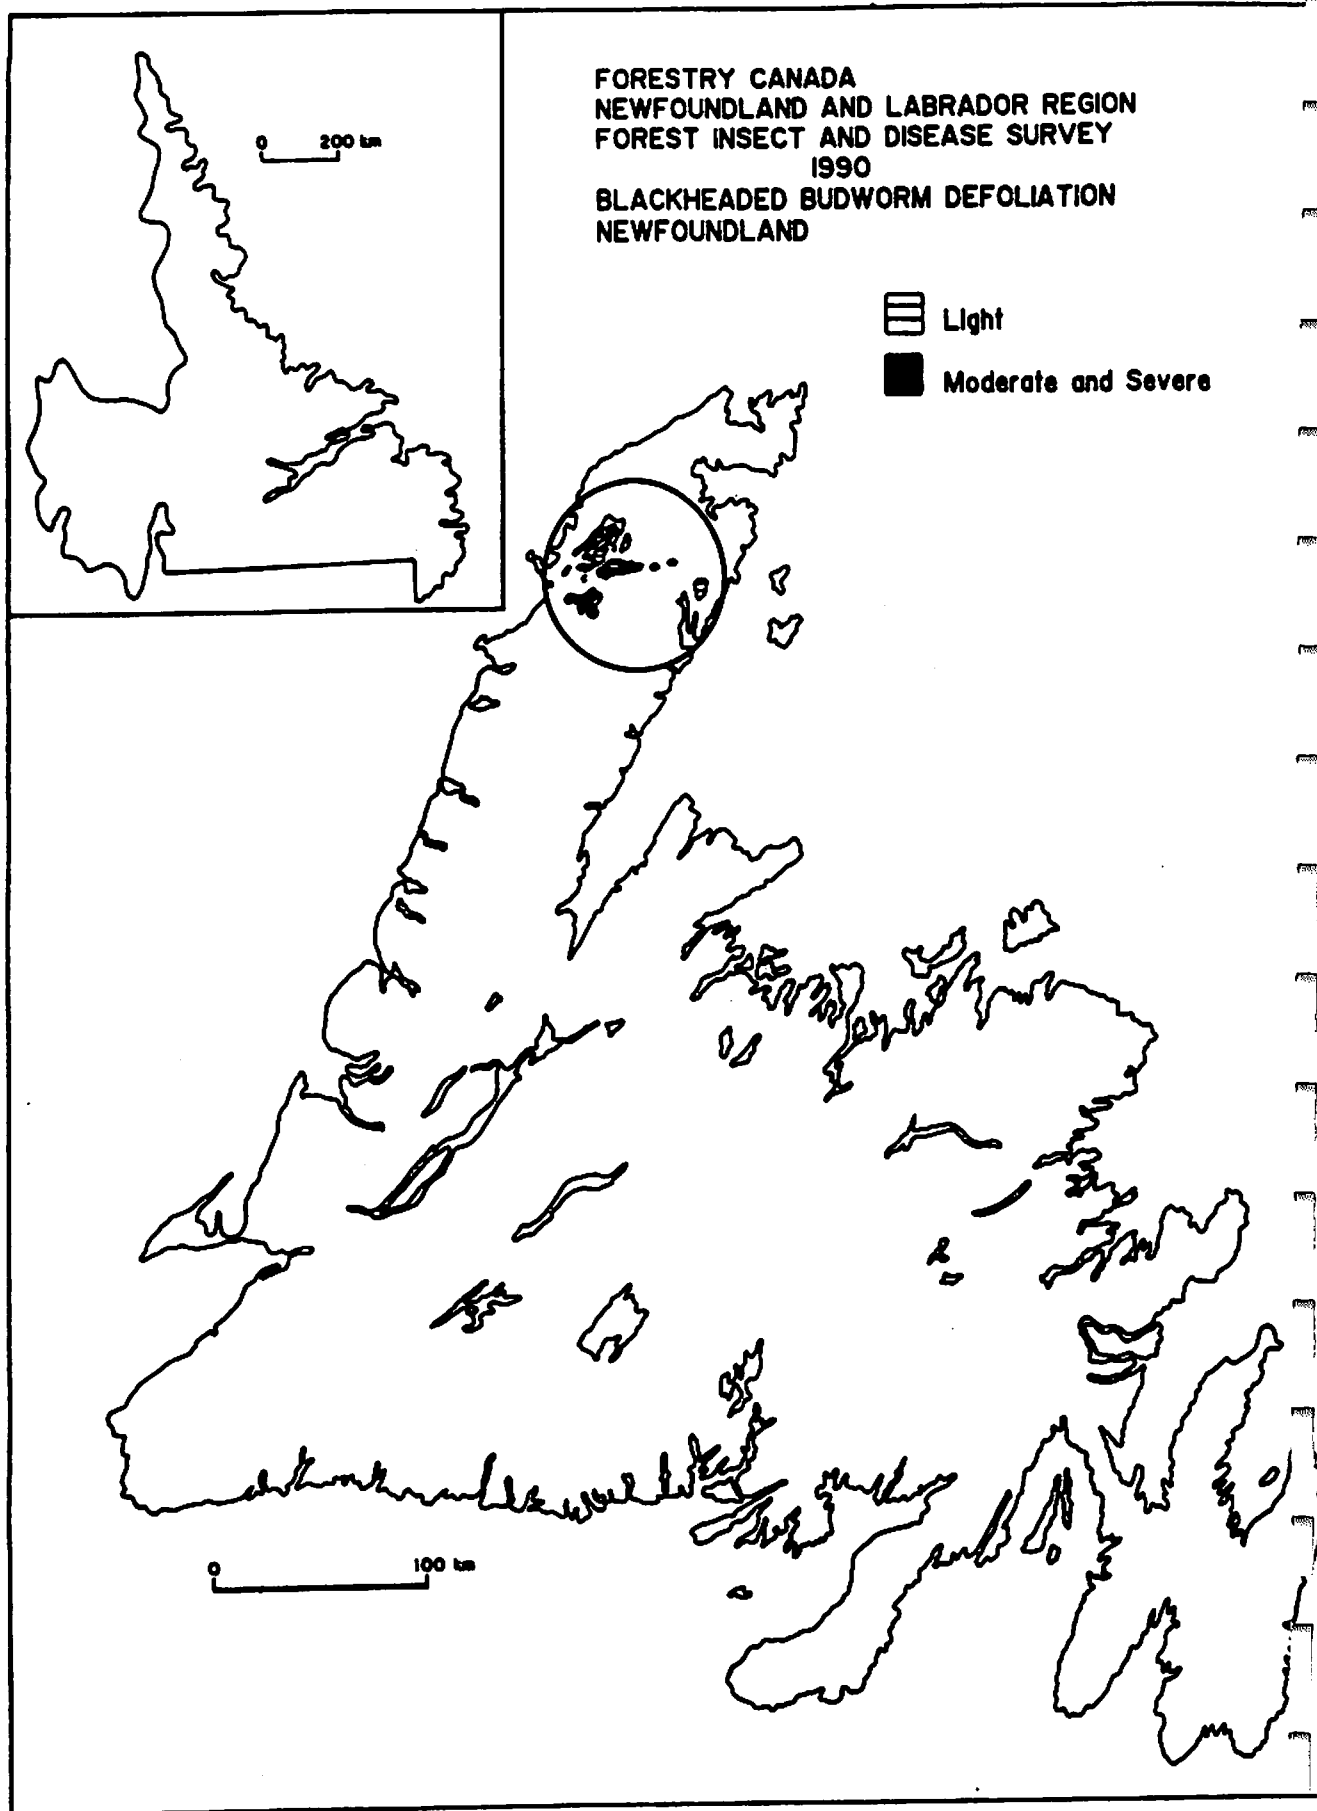 FORESTRY CANADA
NEWFOUNDLAND AND LABRADOR REGION
FOREST INSECT AND DISEASE SURVEY
1990
BLACKHEADED BUDWORM DEFOLIATION
NEWFOUNDLAND
0 200 km
Light
Moderate and Severe
0 100 km